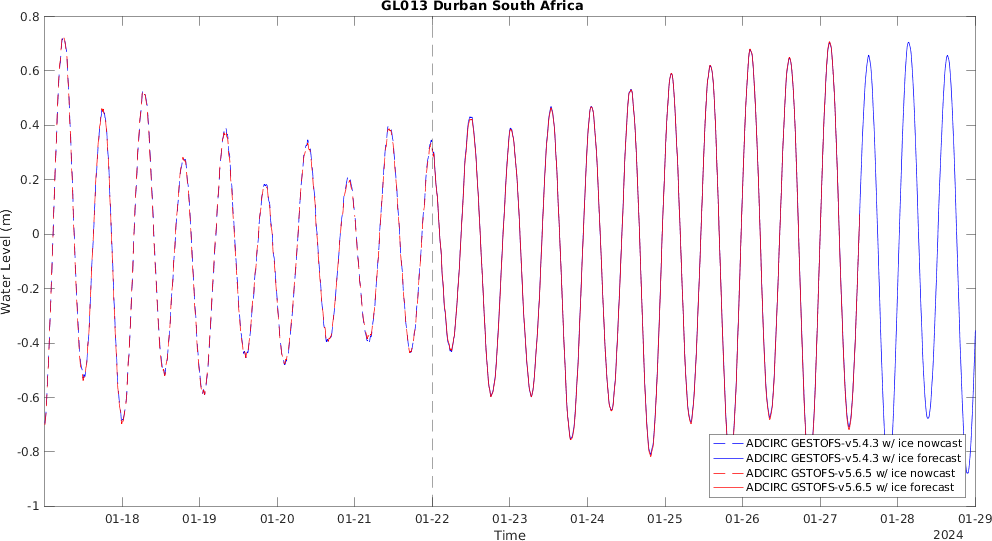 GL013 Durban South Africa
0.8
0.6
0.4
0.2
0
-0.2
-0.4
-0.6
-0.8
-1
Water Level (m)
ADCIRC GESTOFS-v5.4.3 w/ ice nowcast
ADCIRC GESTOFS-v5.4.3 w/ ice forecast
ADCIRC GSTOFS-v5.6.5 w/ ice nowcast
ADCIRC GSTOFS-v5.6.5 w/ ice forecast
01-18 01-19 01-20 01-21 01-22 01-23 01-24 01-25 01-26 01-27 01-28 01-29
Time
2024